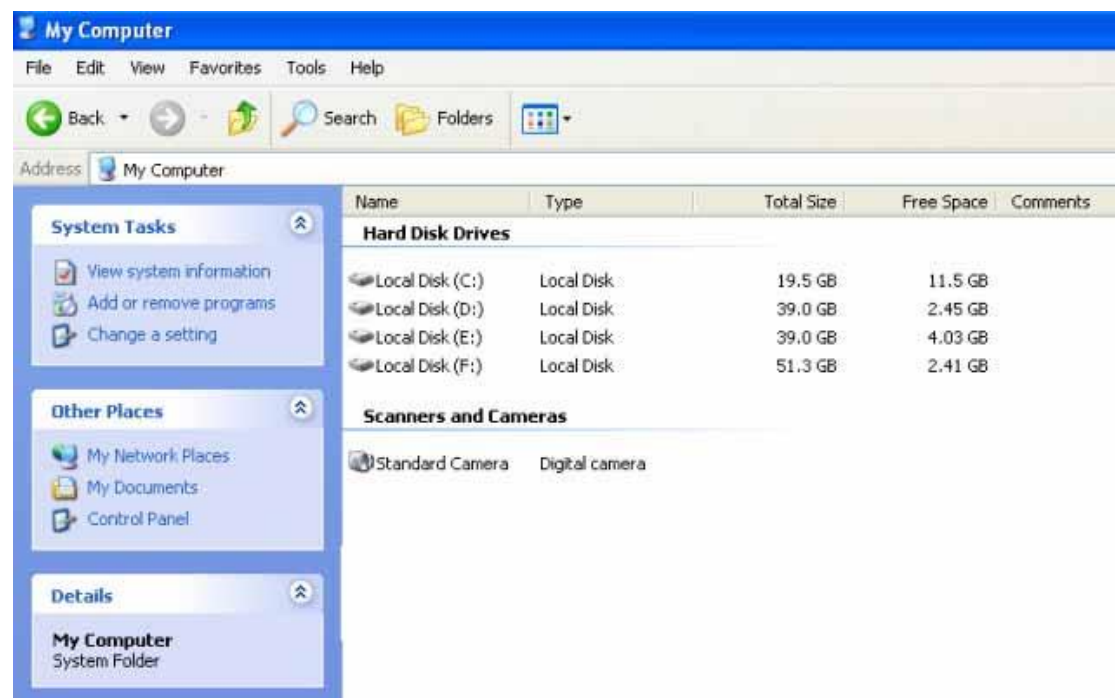 My Computer
File Edit View Favorites Tools Help
Back Search Folders
Address My Computer
System Tasks
View system information
Add or remove programs
Change a setting
Other Places
My Network Places
My Documents
Control Panel
Details
My Computer
System Folder
Name Type Total Size Free Space Comments
Hard Disk Drives
Local Disk (C:) Local Disk 19.5 GB 11.5 GB
Local Disk (D:) Local Disk 39.0 GB 2.45 GB
Local Disk (E:) Local Disk 39.0 GB 4.03 GB
Local Disk (F:) Local Disk 51.3 GB 2.41 GB
Scanners and Cameras
Standard Camera Digital camera